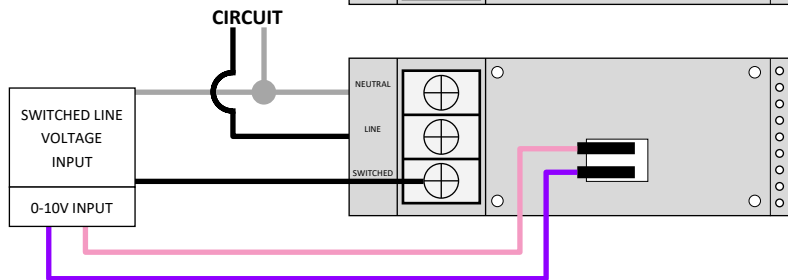 CIRCUIT
NEUTRAL
SWITCHED LINE
VOLTAGE
INPUT
LINE
SWITCHED
0-10V INPUT